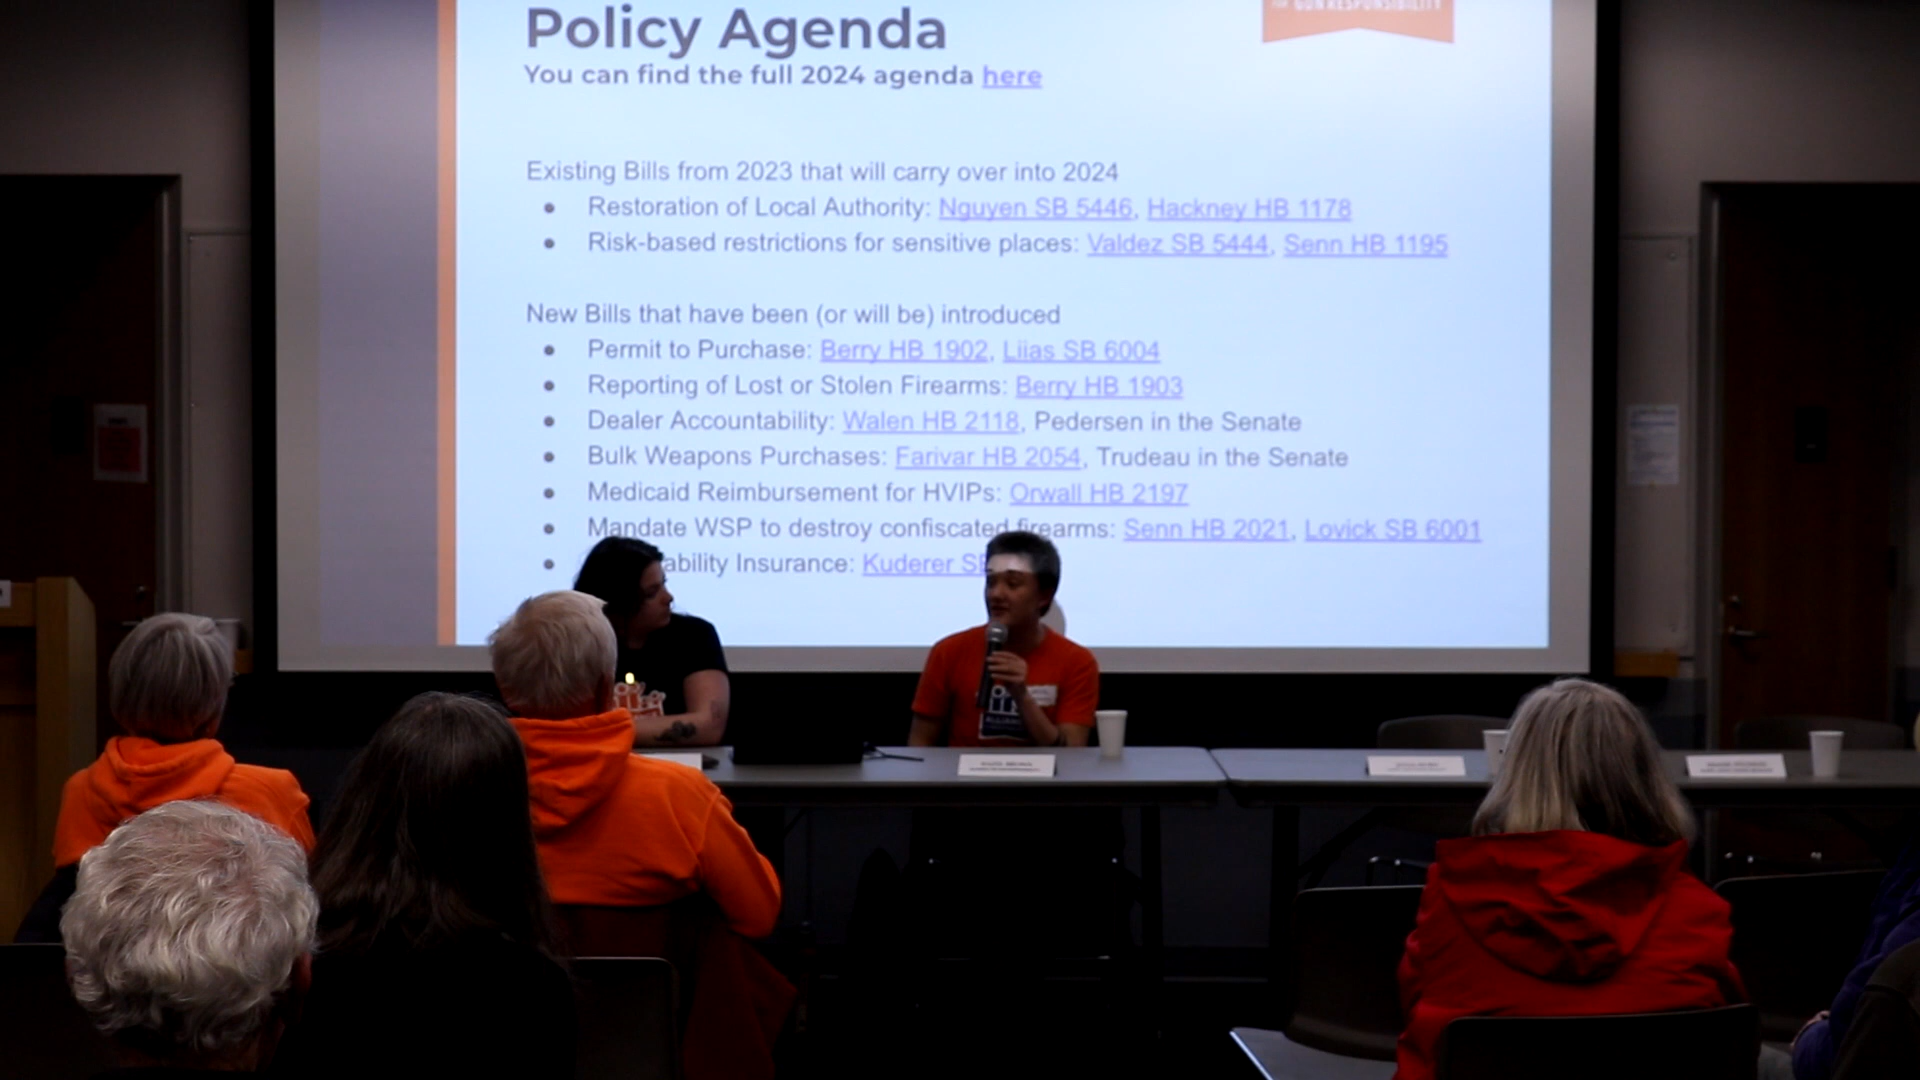 FOR GUN RESPONSIBILITY
Policy Agenda
You can find the full 2024 agenda here
Existing Bills from 2023 that will carry over into 2024
• Restoration of Local Authority: Nguyen SB 5446, Hackney HB 1178
• Risk-based restrictions for sensitive places: Valdez SB 5444, Senn HB 1195
New Bills that have been (or will be) introduced
• Permit to Purchase: Berry HB 1902, Liias SB 6004
• Reporting of Lost or Stolen Firearms: Berry HB 1903
• Dealer Accountability: Walen HB 2118, Pedersen in the Senate
• Bulk Weapons Purchases: Farivar HB 2054, Trudeau in the Senate
• Medicaid Reimbursement for HVIPs: Orwall HB 2197
• Mandate WSP to destroy confiscated firearms: Senn HB 2021, Lovick SB 6001
• ability Insurance: Kuderer SB